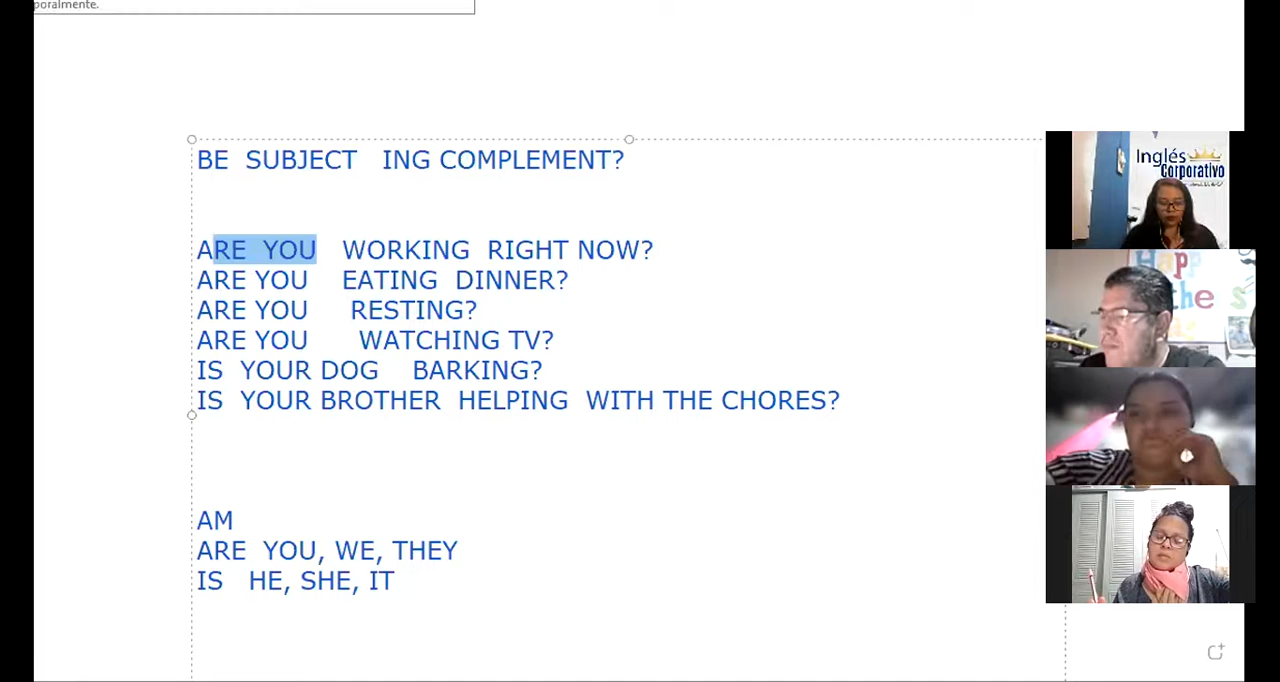 poralmente.
BE SUBJECT ING COMPLEMENT?
ARE YOU WORKING RIGHT NOW?
ARE YOU EATING DINNER?
ARE YOU RESTING?
ARE YOU WATCHING TV?
IS YOUR DOG BARKING?
IS YOUR BROTHER HELPING WITH THE CHORES?
AM
ARE YOU, WE, THEY
IS HE, SHE, IT
Inglés
Corporativo
Happ
the